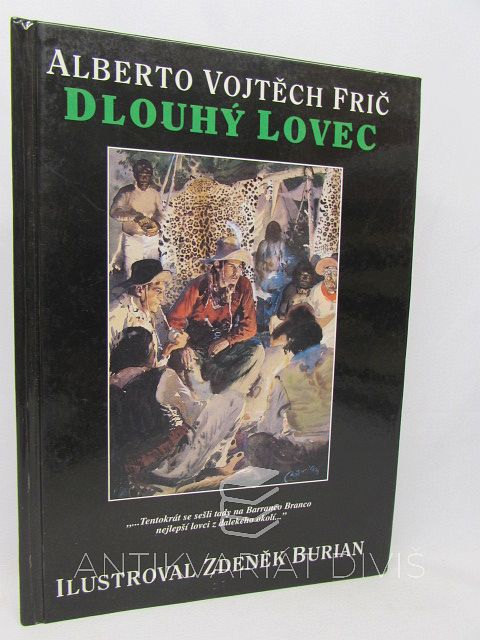 ALBERTO VOJTĚCH FRIČ
DLOUHÝ LOVEC
„...Tentokrát se sešli tady na Barranco Branco
nejlepší lovci z dalekého okolí..."
ILUSTROVAL ZDENĚK BURIAN
ANTIKVARIÁT DIVIŠ